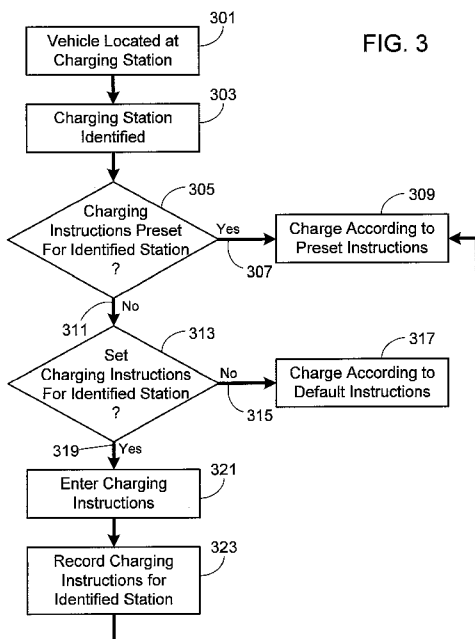 301
Vehicle Located at
Charging Station
FIG. 3
303
Charging Station
Identified
305
Charging
Instructions Preset
For Identified Station
?
Yes
307
309
Charge According to
Preset Instructions
311
No
313
Set
Charging Instructions
For Identified Station
?
No
315
317
Charge According to
Default Instructions
319
Yes
321
Enter Charging
Instructions
323
Record Charging
Instructions for
Identified Station